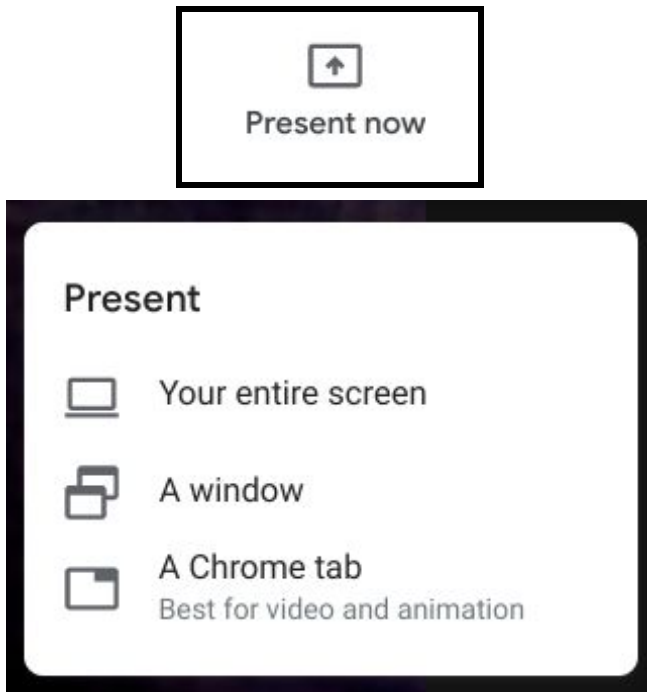 Present now
Present
Your entire screen
A window
A Chrome tab
Best for video and animation